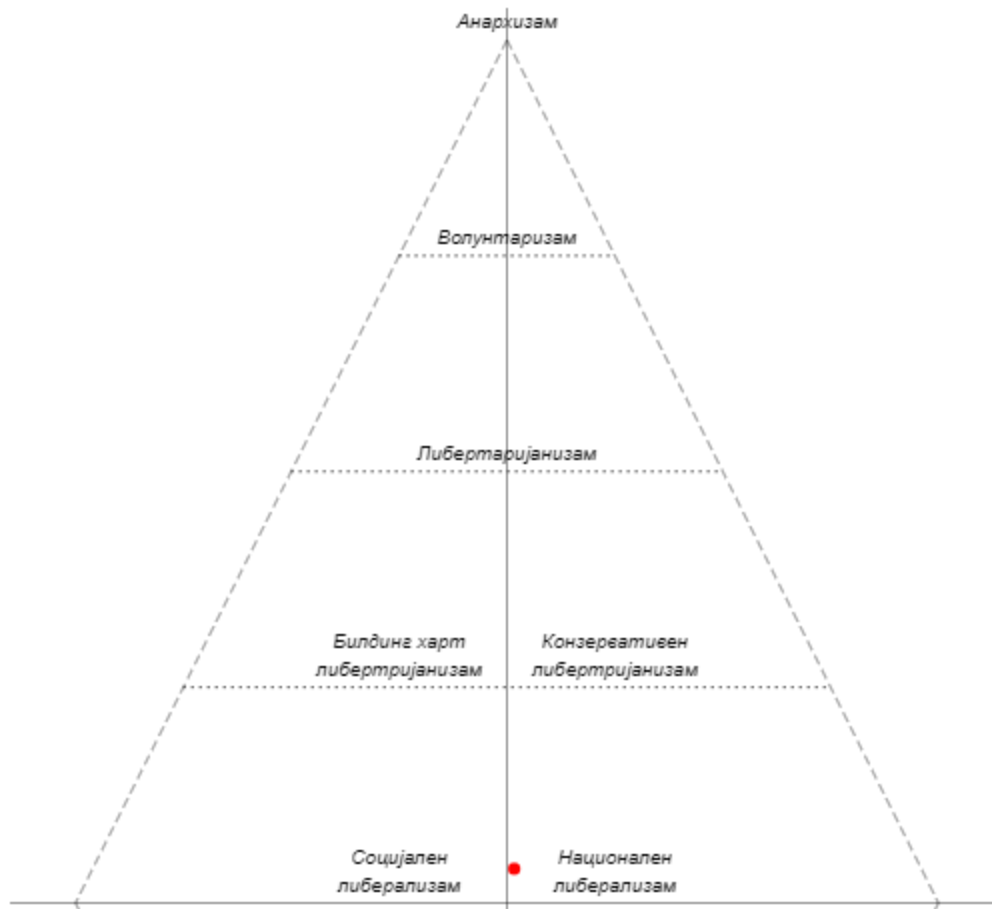 Анархизам
Волунтаризам
Либертаријанизам
Билдинг харт
либертријанизам
Конзервативен
либертријанизам
Социјален
либерализам
Национален
либерализам